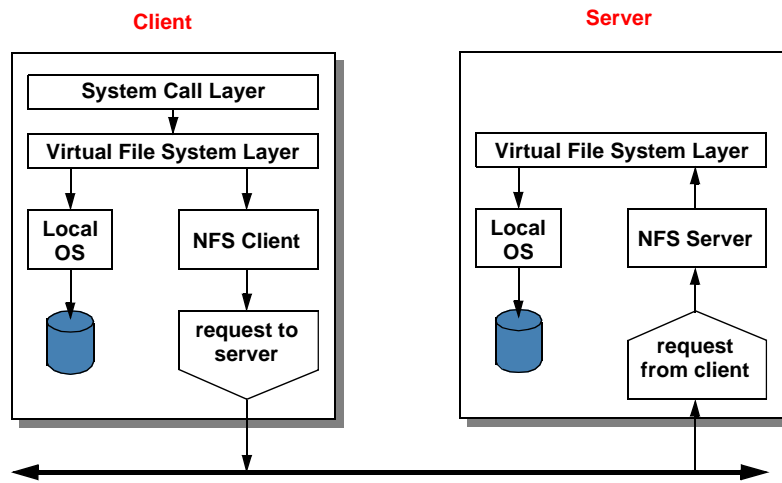 Client
Server
System Call Layer
Virtual File System Layer
Local
OS
NFS Client
request to
server
Virtual File System Layer
Local
OS
NFS Server
request
from client